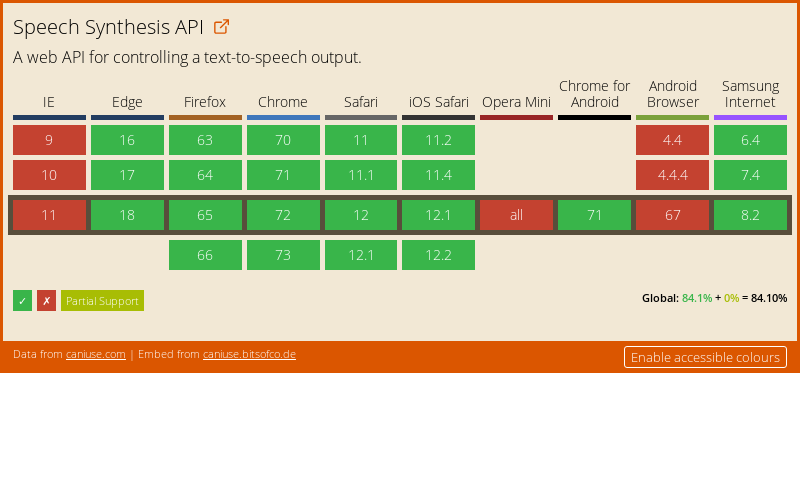 Speech Synthesis API
A web API for controlling a text-to-speech output.
IE Edge Firefox Chrome Safari iOS Safari Opera Mini Chrome for Android Android Browser Samsung Internet
9 16 63 70 11 11.2 4.4 6.4
10 17 64 71 11.1 11.4 4.4.4 7.4
11 18 65 72 12 12.1 all 71 67 8.2
66 73 12.1 12.2
✓ ✗ Partial Support
Global: 84.1% + 0% = 84.10%
Data from caniuse.com | Embed from caniuse.bitsofco.de
Enable accessible colours